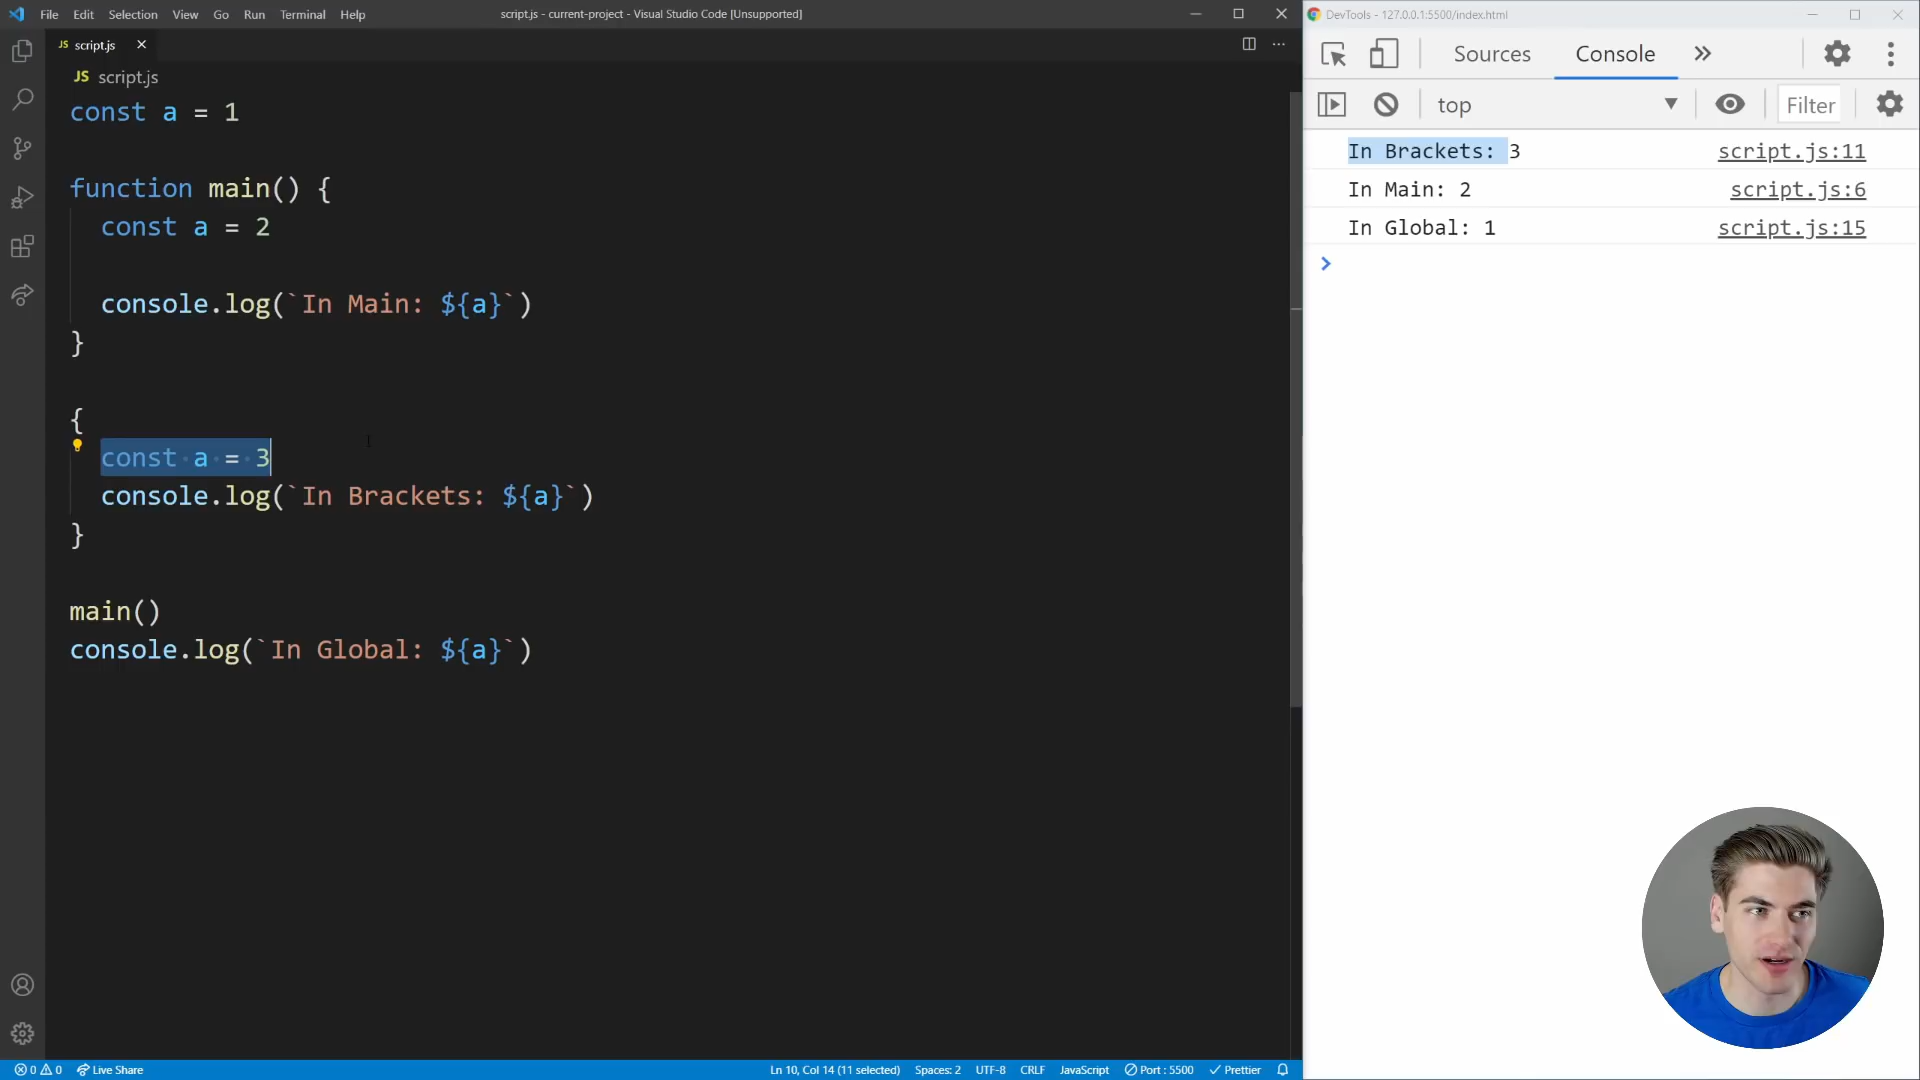 File Edit Selection View Go Run Terminal Help
script.js - current-project - Visual Studio Code [Unsupported]
JS script.js
JS script.js
const a = 1
function main() {
const a = 2
console.log(`In Main: ${a}`)
}
{
const a = 3
console.log(`In Brackets: ${a}`)
}
main()
console.log(`In Global: ${a}`)
0 0 Live Share
Ln 10, Col 14 (11 selected) Spaces: 2 UTF-8 CRLF JavaScript Port : 5500 Prettier
DevTools - 127.0.0.1:5500/index.html
Sources Console
top Filter
In Brackets: 3 script.js:11
In Main: 2 script.js:6
In Global: 1 script.js:15